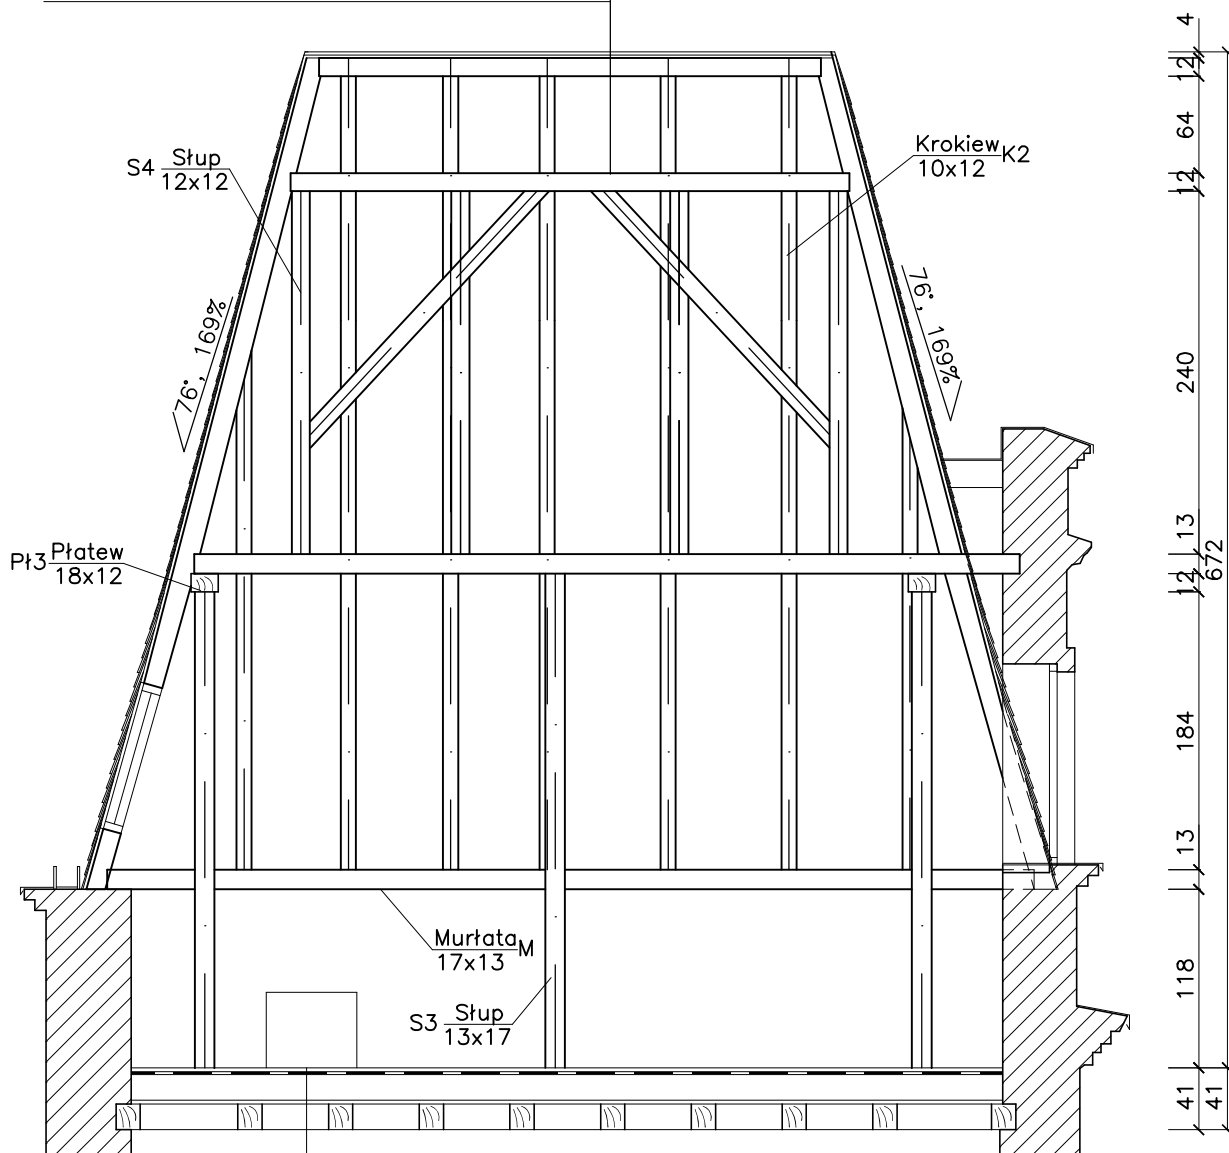 4
12
64
12
240
13
12
672
184
13
118
41
41
S4 Słup
12x12
Krokiew K2
10x12
76°, 169%
76°, 169%
Pł3 Płatew
18x12
Murłata M
17x13
S3 Słup
13x17